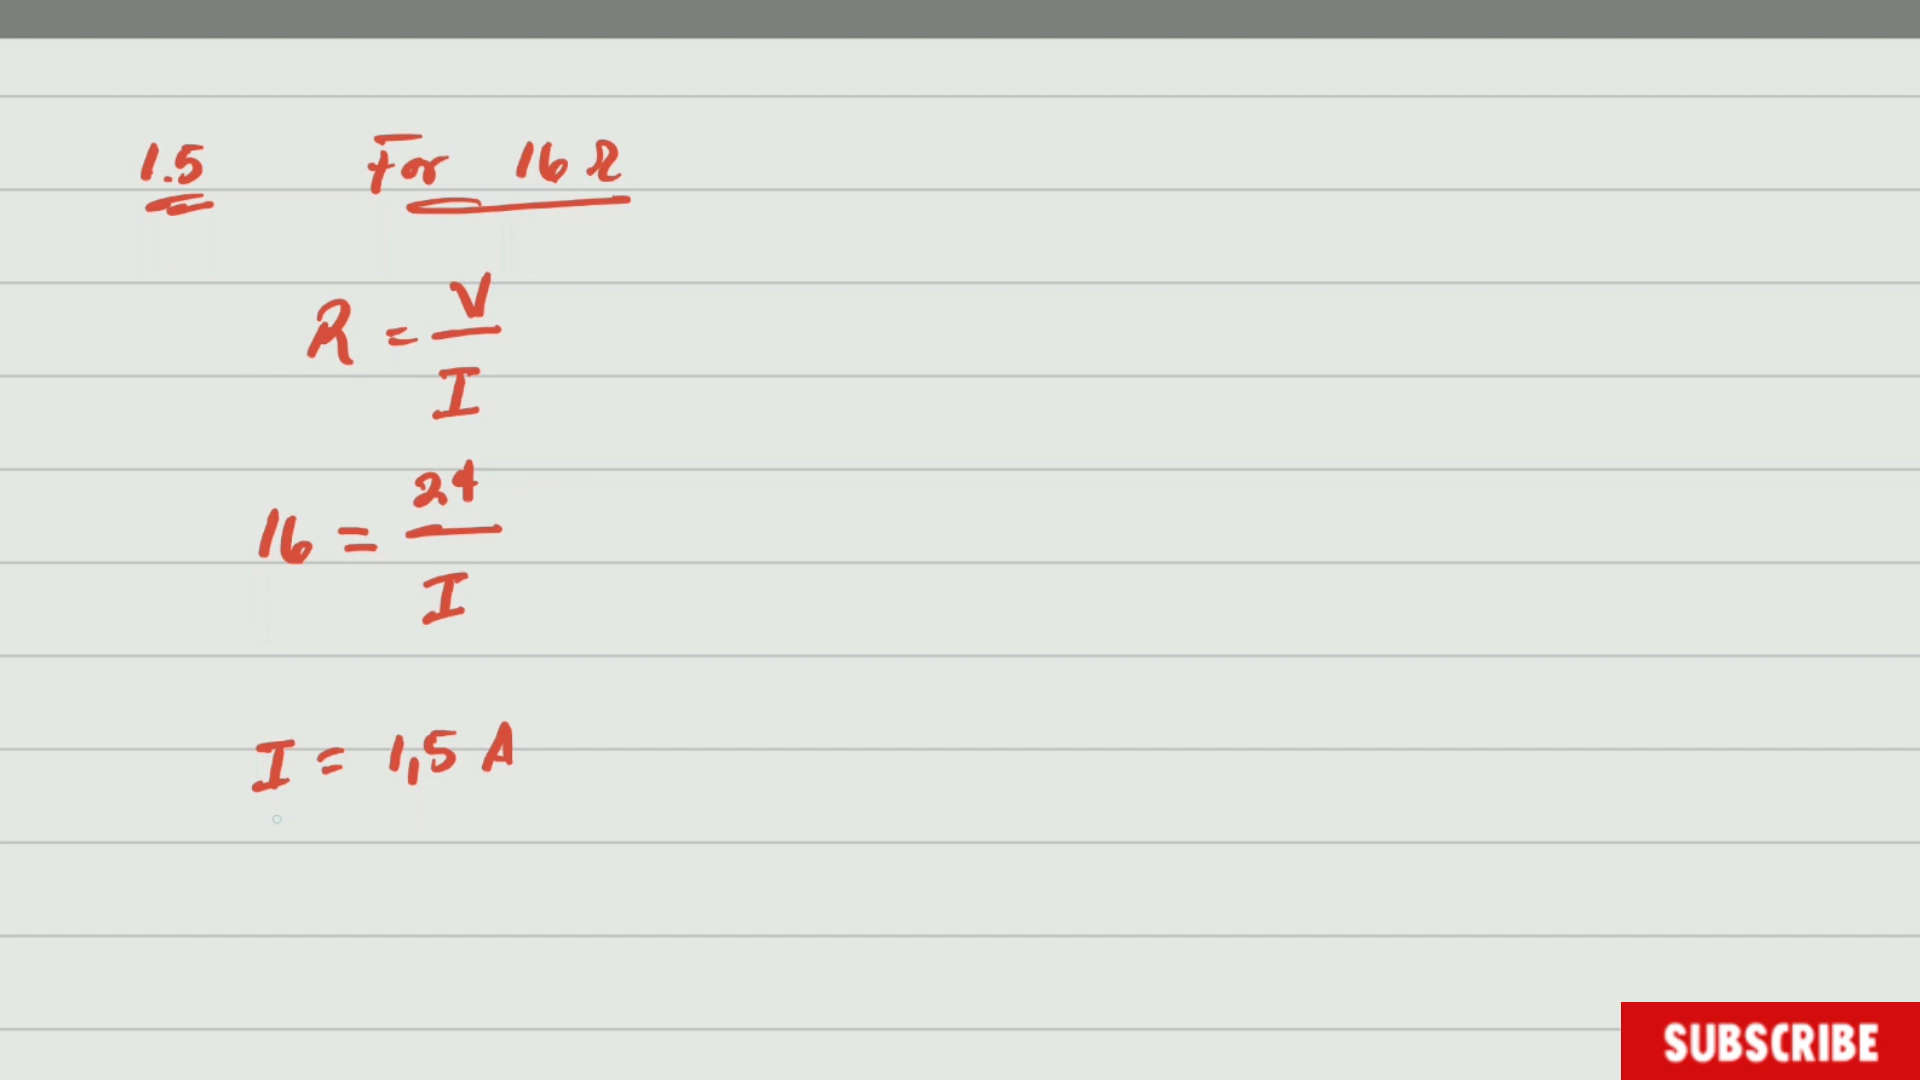 1.5 For 16 Ω
R = V/I
16 = 24/I
I = 1,5 A
SUBSCRIBE